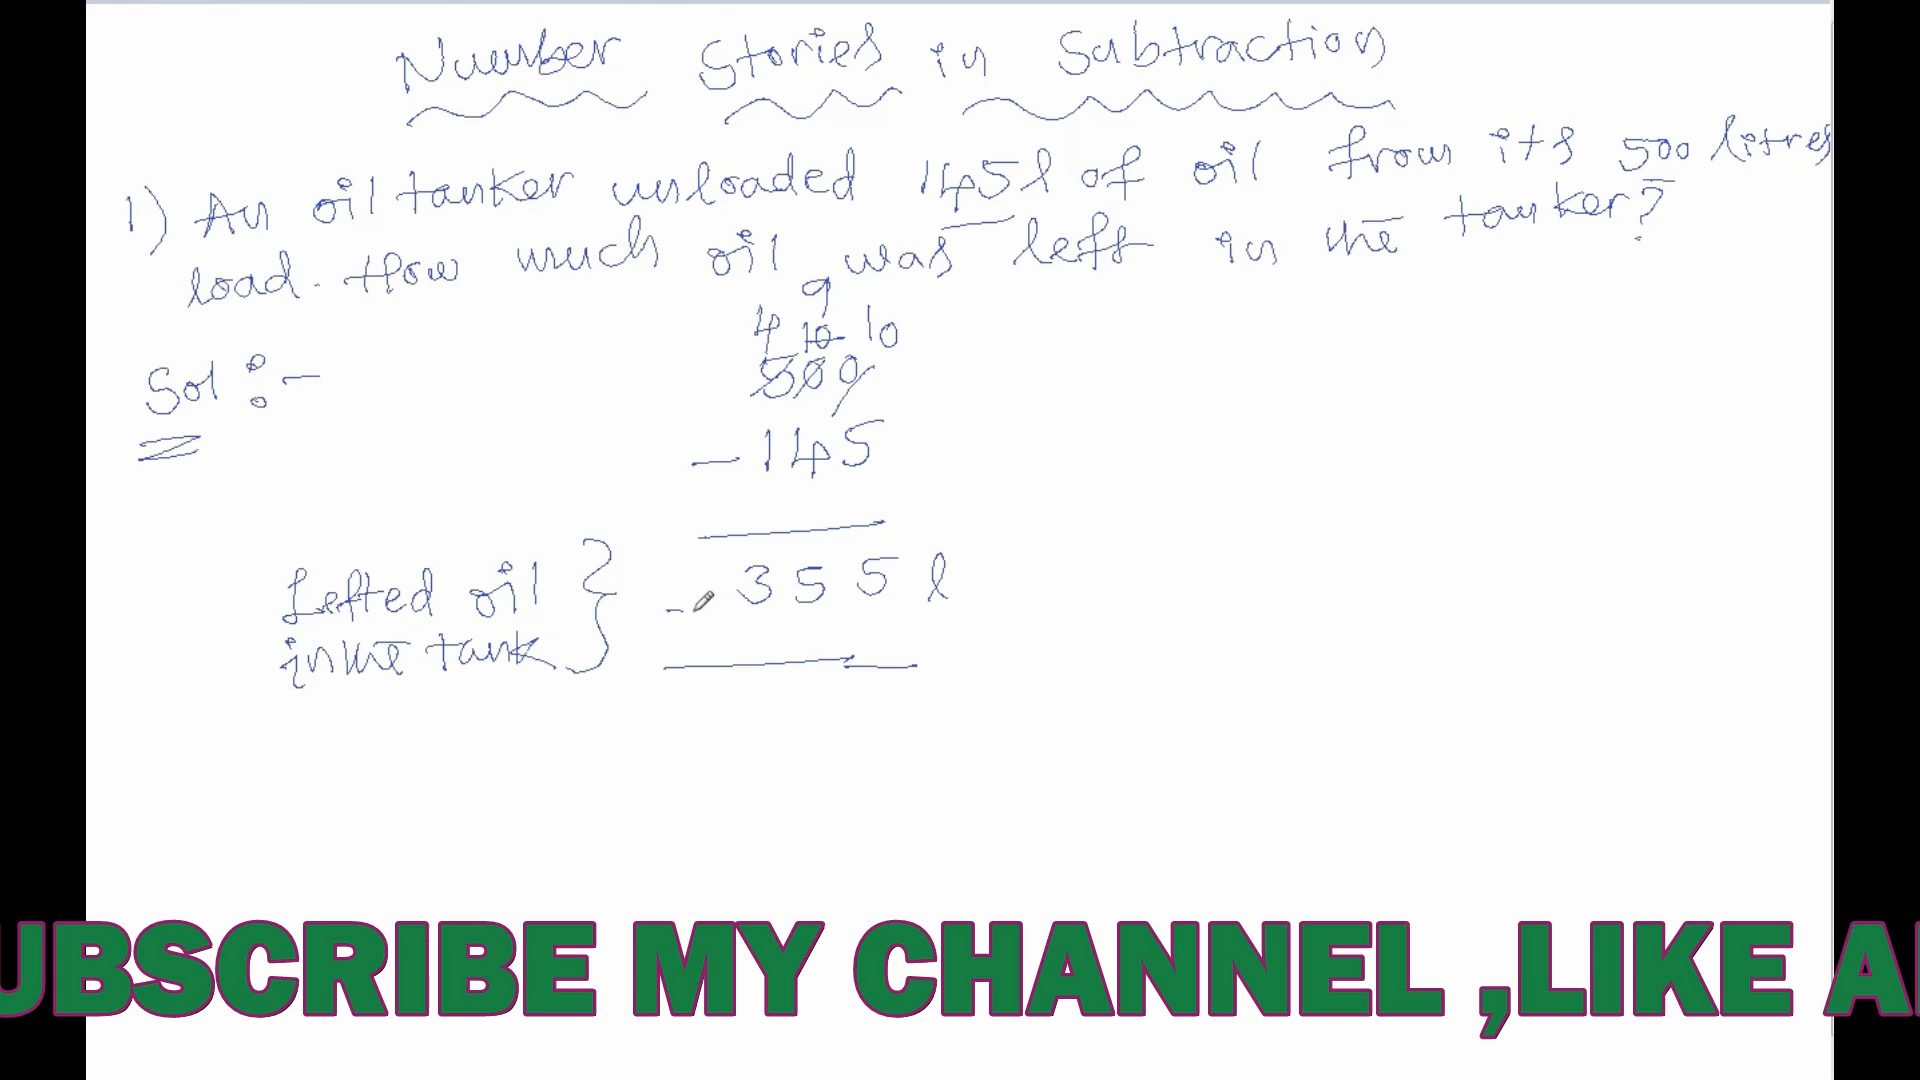 Number Stories in Subtraction
1) An oil tanker unloaded 145l of oil from its 500 litres
load. How much oil was left in the tanker?
9
4 10 10
Sol :-
500
- 145
Lefted oil } - 355 l
in the tank
UBSCRIBE MY CHANNEL ,LIKE A